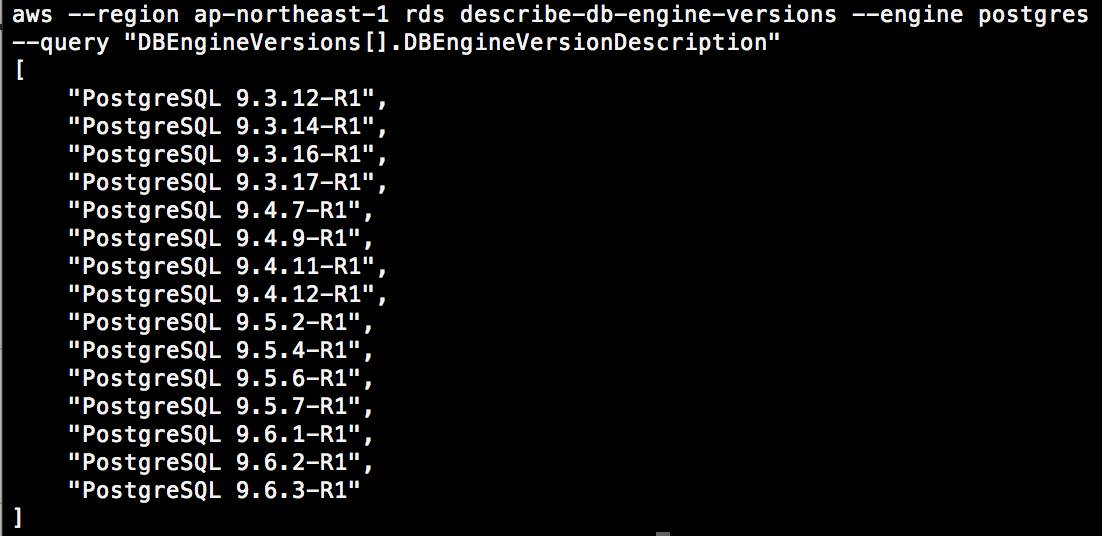 aws --region ap-northeast-1 rds describe-db-engine-versions --engine postgres
--query "DBEngineVersions[].DBEngineVersionDescription"
[
    "PostgreSQL 9.3.12-R1",
    "PostgreSQL 9.3.14-R1",
    "PostgreSQL 9.3.16-R1",
    "PostgreSQL 9.3.17-R1",
    "PostgreSQL 9.4.7-R1",
    "PostgreSQL 9.4.9-R1",
    "PostgreSQL 9.4.11-R1",
    "PostgreSQL 9.4.12-R1",
    "PostgreSQL 9.5.2-R1",
    "PostgreSQL 9.5.4-R1",
    "PostgreSQL 9.5.6-R1",
    "PostgreSQL 9.5.7-R1",
    "PostgreSQL 9.6.1-R1",
    "PostgreSQL 9.6.2-R1",
    "PostgreSQL 9.6.3-R1"
]